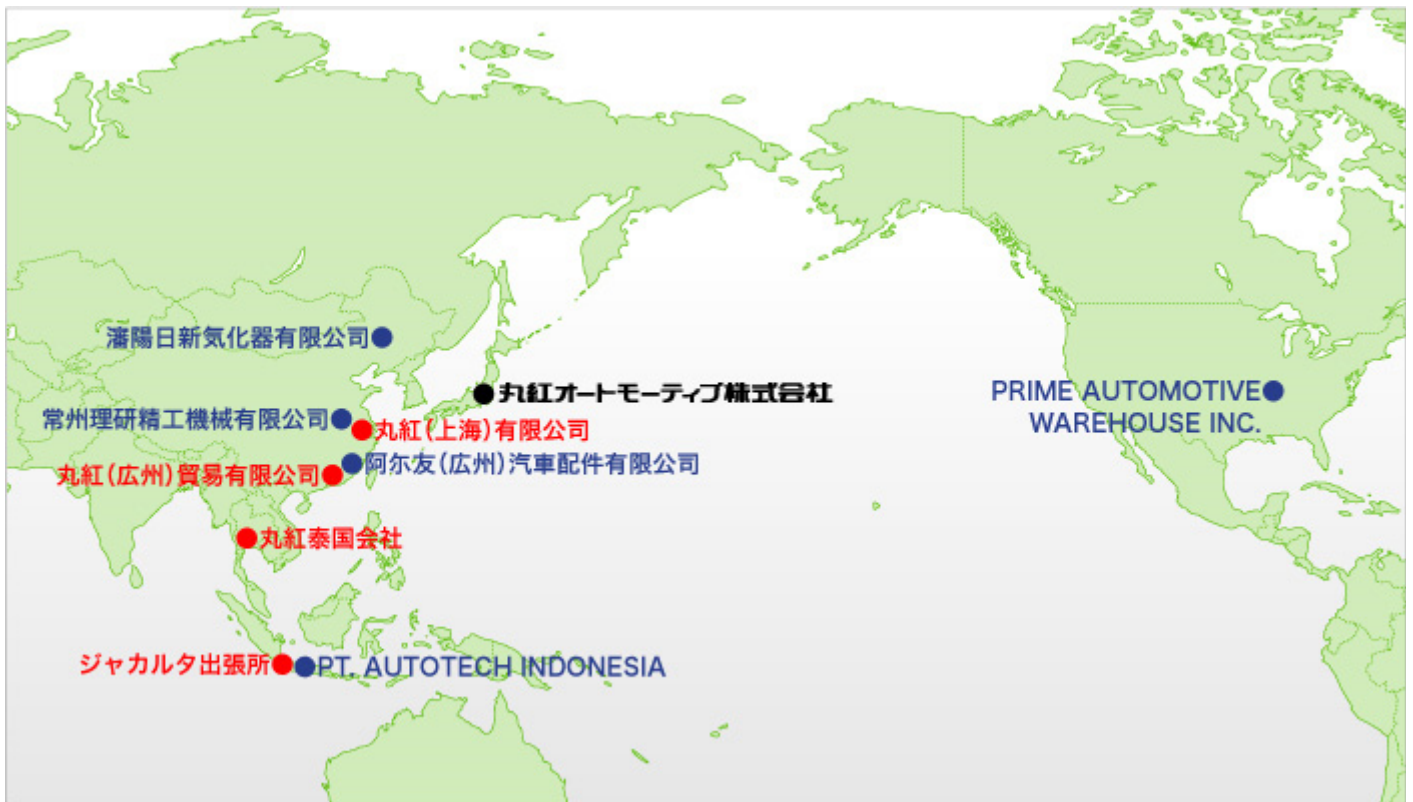 瀋陽日新気化器有限公司
丸紅オートモーティブ株式会社
PRIME AUTOMOTIVE
WAREHOUSE INC.
常州理研精工機械有限公司
丸紅(上海)有限公司
阿尓友(広州)汽車配件有限公司
丸紅(広州)貿易有限公司
丸紅泰国会社
ジャカルタ出張所
PT. AUTOTECH INDONESIA